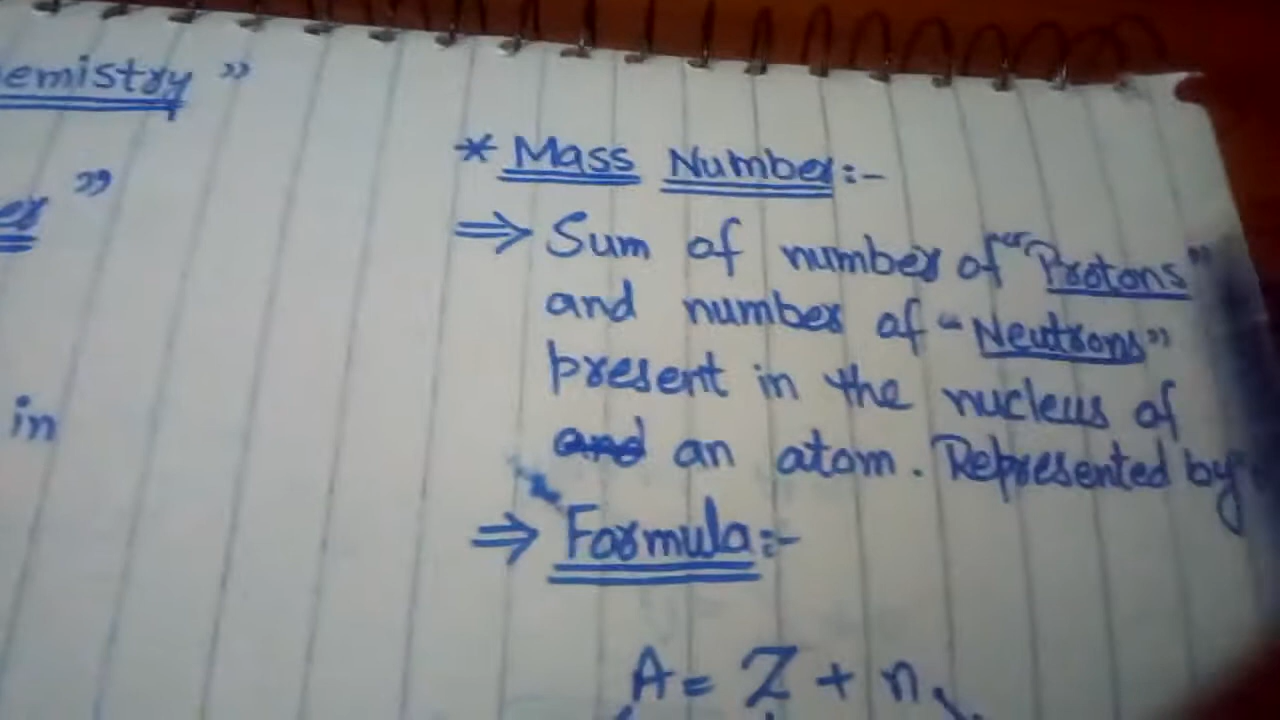 emistry”
er”
in
* Mass Number:-
⇒ Sum of number of “Protons”
and number of “Neutrons”
present in the nucleus of
and an atom. Represented by
⇒ Formula:-
A = Z + n